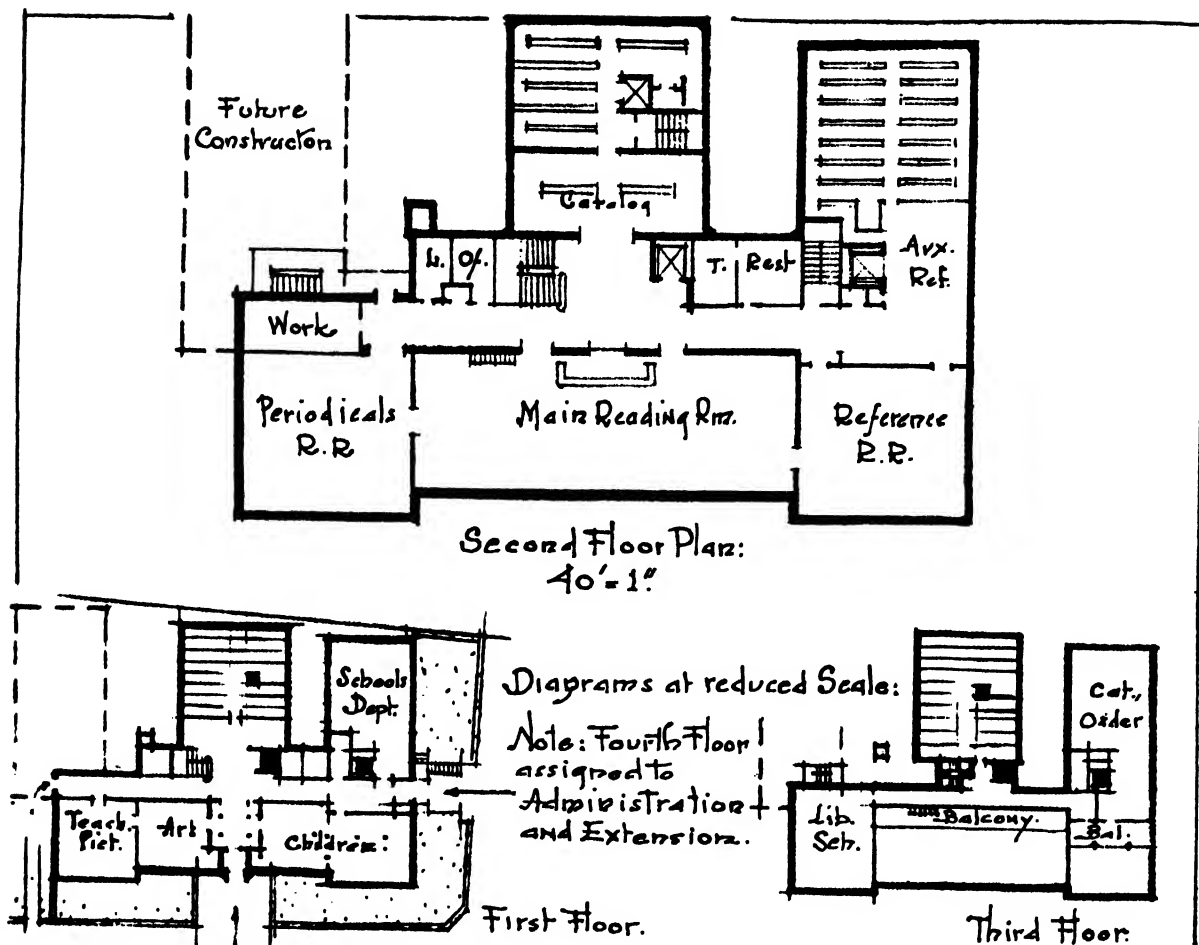 Future
Construction
Catalog
L.
Of.
T.
Rest
Aux.
Ref.
Work
Periodicals
R.R
Main Reading Rm.
Reference
R.R.
Second Floor Plan:
40'=1"
Schools
Dept.
Diagrams at reduced Scale:
Note: Fourth Floor
assigned to
Administration
and Extension.
Cat.,
Order
Teach.
Pict.
Art
Children:
Lib.
Sch.
Balcony.
Bal.
First Floor.
Third Floor.